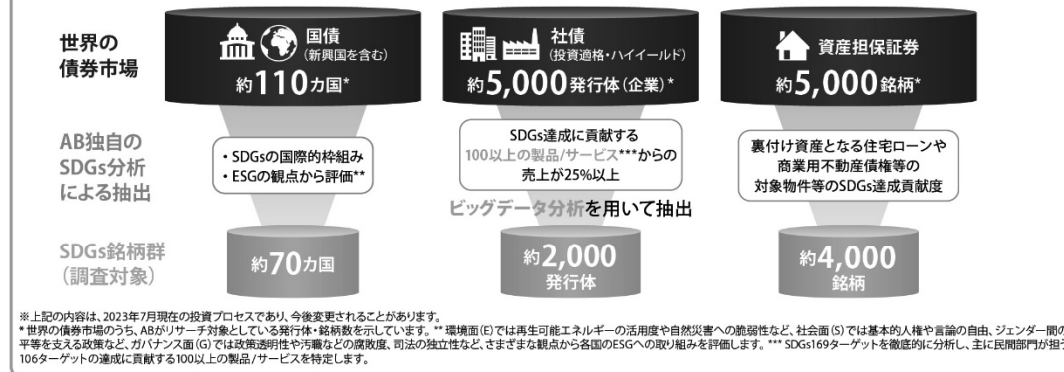 世界の
債券市場
国債
(新興国を含む)
約110カ国*
社債
(投資適格・ハイイールド)
約5,000発行体(企業)*
資産担保証券
約5,000銘柄*
AB独自の
SDGs分析
による抽出
・SDGsの国際的枠組み
・ESGの観点から評価**
SDGs達成に貢献する
100以上の製品/サービス***からの
売上が25%以上
ビッグデータ分析を用いて抽出
裏付け資産となる住宅ローンや
商業用不動産債権等の
対象物件等のSDGs達成貢献度
SDGs銘柄群
(調査対象)
約70カ国
約2,000
発行体
約4,000
銘柄
※上記の内容は、2023年7月現在の投資プロセスであり、今後変更されることがあります。
* 世界の債券市場のうち、ABがリサーチ対象としている発行体・銘柄数を示しています。** 環境面(E)では再生可能エネルギーの活用度や自然災害への脆弱性など、社会面(S)では基本的人権や言論の自由、ジェンダー間の
平等を支える政策など、ガバナンス面(G)では政策透明性や汚職などの腐敗度、司法の独立性など、さまざまな観点から各国のESGへの取り組みを評価します。*** SDGs169ターゲットを徹底的に分析し、主に民間部門が担う
106ターゲットの達成に貢献する100以上の製品/サービスを特定します。